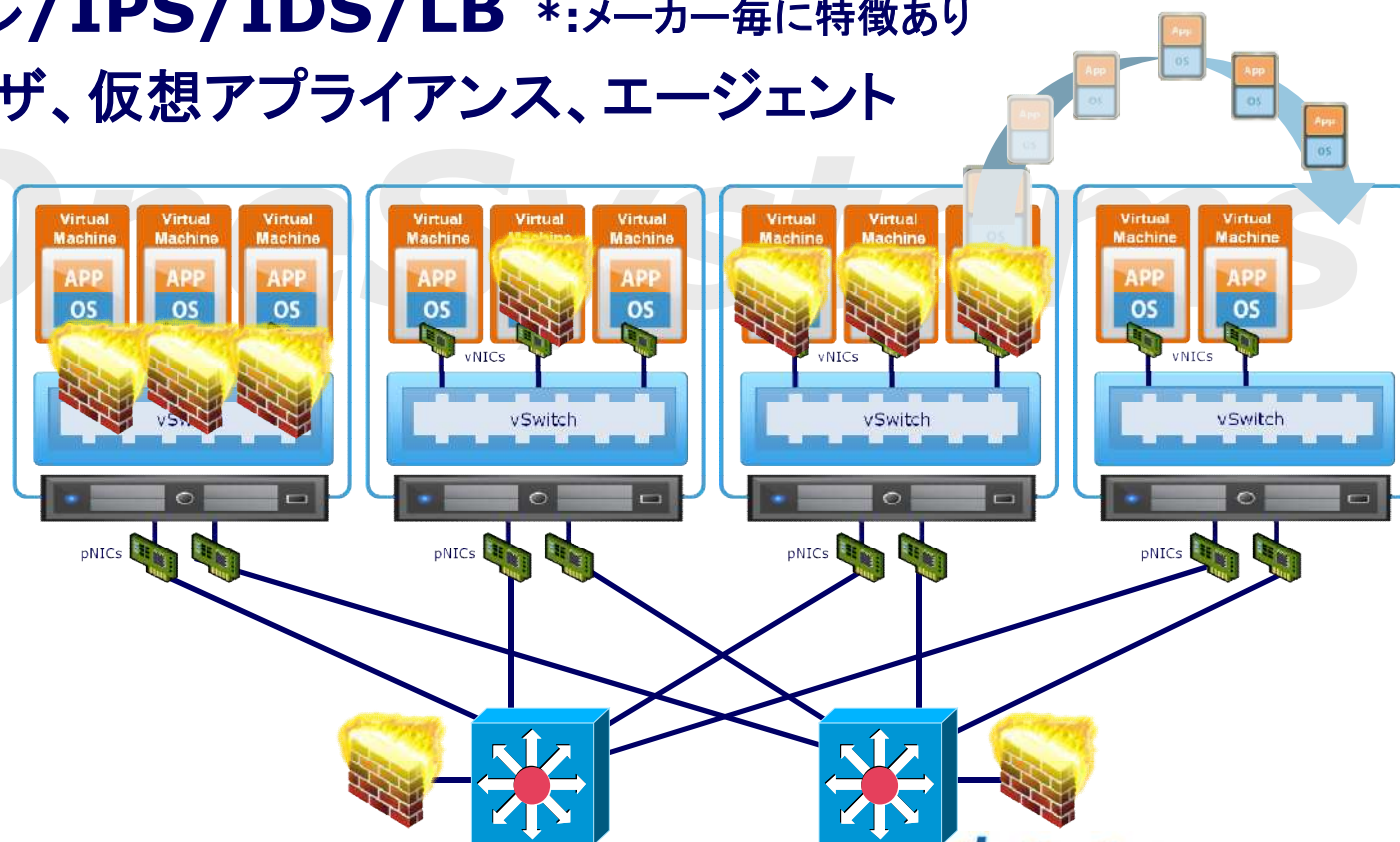 ル/IPS/IDS/LB *:メーカー毎に特徴あり
ザ、仮想アプライアンス、エージェント
OneSystems
App
OS
App
OS
App
OS
App
OS
App
OS
OS
Virtual Machine
Virtual Machine
Virtual Machine
Virtual Machine
Virtual Machine
Virtual Machine
Virtual Machine
Virtual Machine
Virtual Machine
Virtual Machine
APP
OS
APP
OS
APP
OS
APP
OS
APP
OS
APP
OS
APP
OS
vNICs
vNICs
vNICs
vSwitch
vSwitch
vSwitch
pNICs
pNICs
pNICs
pNICs